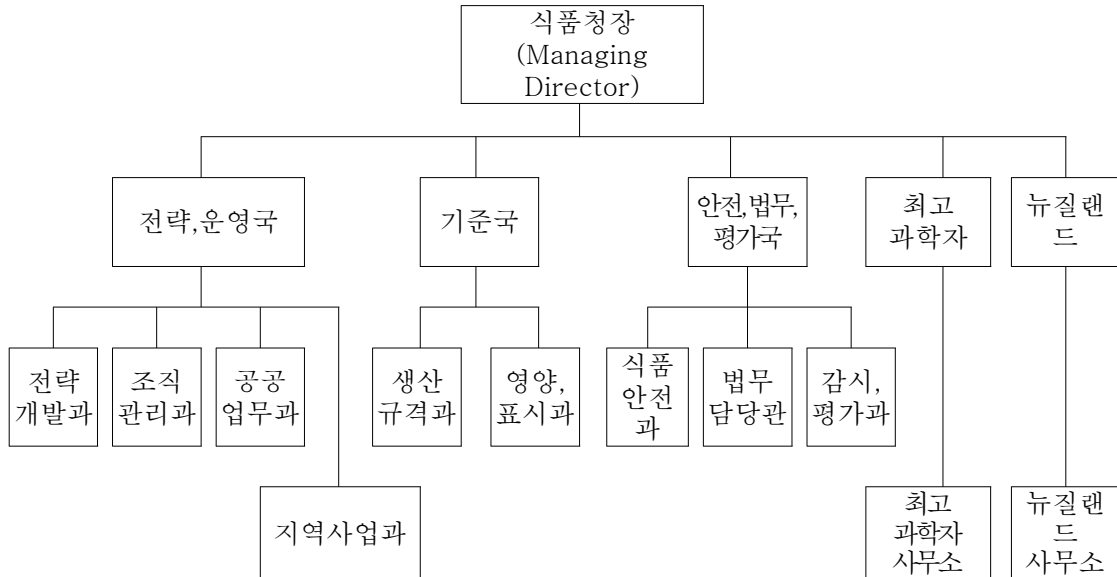 식품청장
(Managing
Director)
전략,운영국
기준국
안전,법무,
평가국
최고
과학자
뉴질랜
드
전략
개발과
조직
관리과
공공
업무과
생산
규격과
영양,
표시과
식품
안전
과
법무
담당관
감시,
평가과
지역사업과
최고
과학자
사무소
뉴질랜
드
사무소